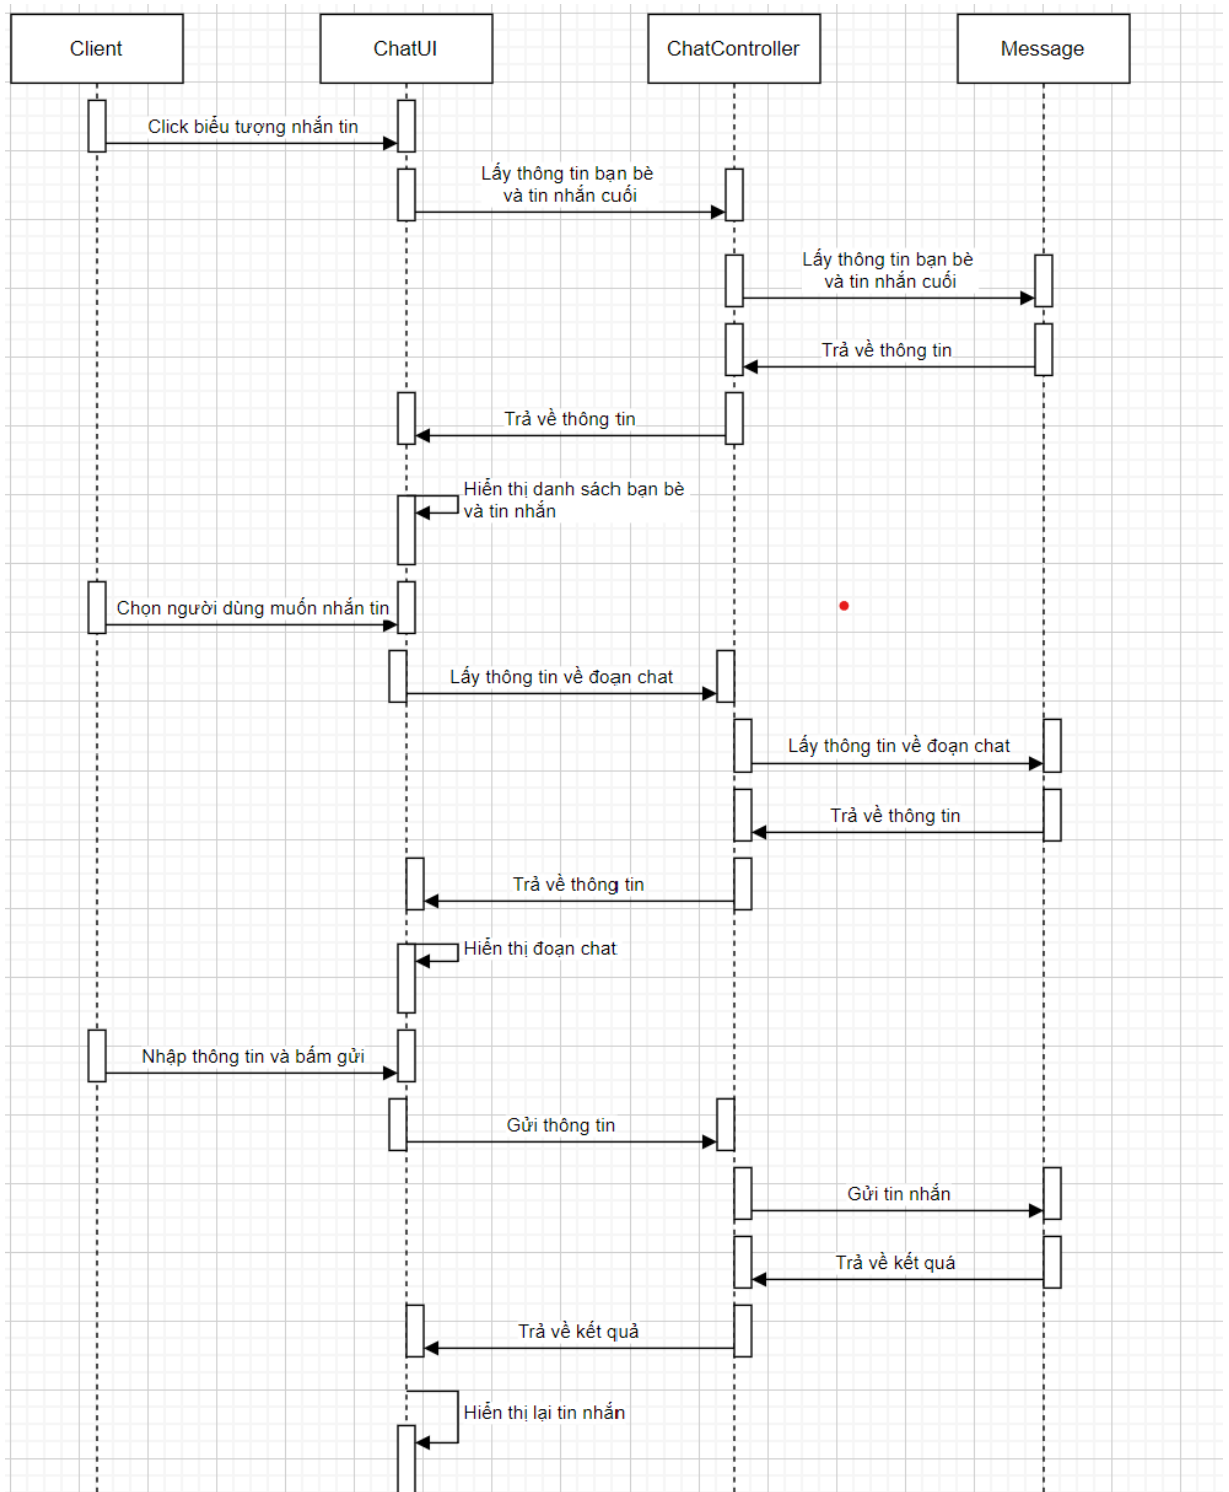 Client
ChatUI
ChatController
Message
Click biểu tượng nhắn tin
Lấy thông tin bạn bè
và tin nhắn cuối
Lấy thông tin bạn bè
và tin nhắn cuối
Trả về thông tin
Trả về thông tin
Hiển thị danh sách bạn bè
và tin nhắn
Chọn người dùng muốn nhắn tin
Lấy thông tin về đoạn chat
Lấy thông tin về đoạn chat
Trả về thông tin
Trả về thông tin
Hiển thị đoạn chat
Nhập thông tin và bấm gửi
Gửi thông tin
Gửi tin nhắn
Trả về kết quá
Trả về kết quả
Hiển thị lại tin nhắn